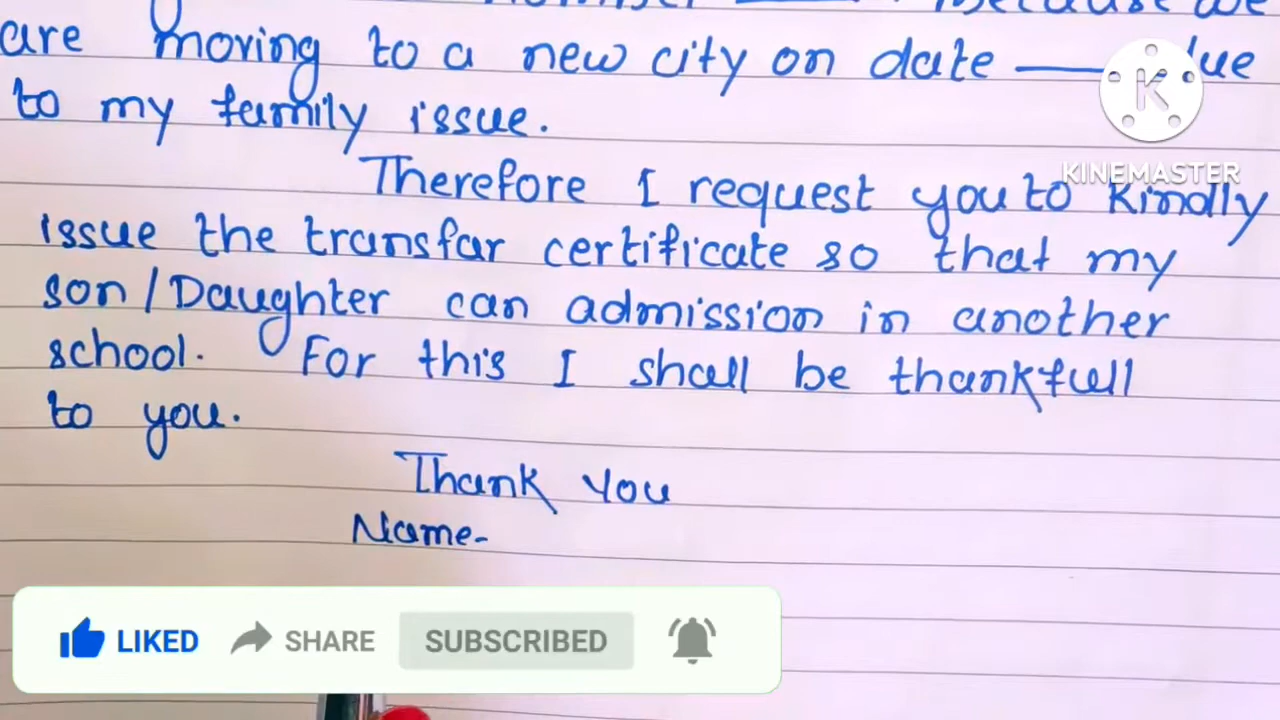 because we
are moving to a new city on date ——— due
to my family issue.
Therefore I request you to kindly
issue the transfar certificate so that my
son/Daughter can admission in another
school. For this I shall be thankfull
to you.
Thank You
Name-
KINEMASTER
LIKED SHARE SUBSCRIBED